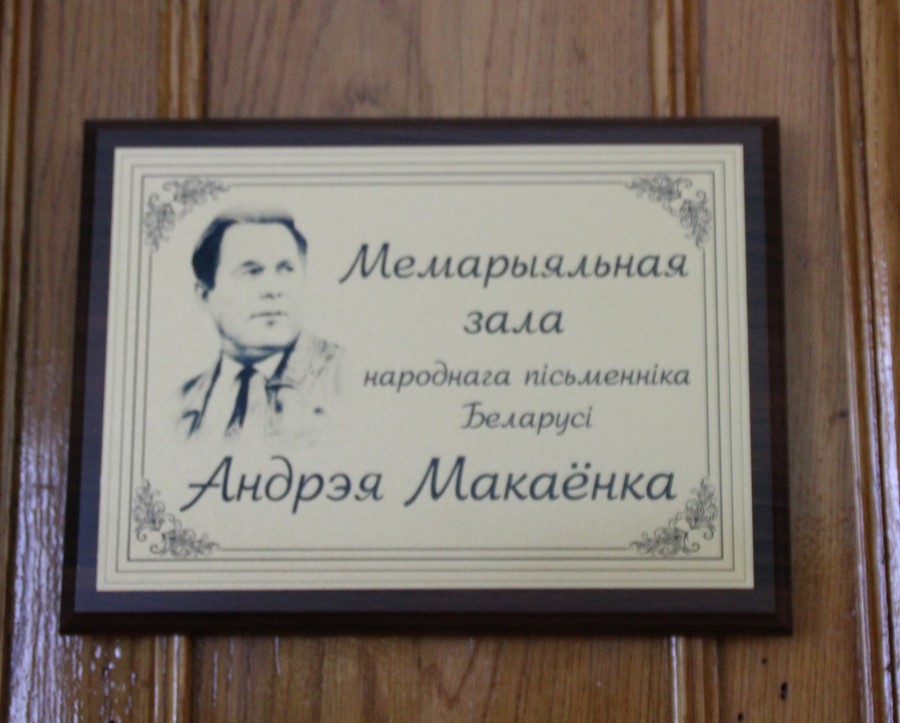 Мемарыяльная
зала
народнага пісьменніка
Беларусі
Андрэя Макаёнка